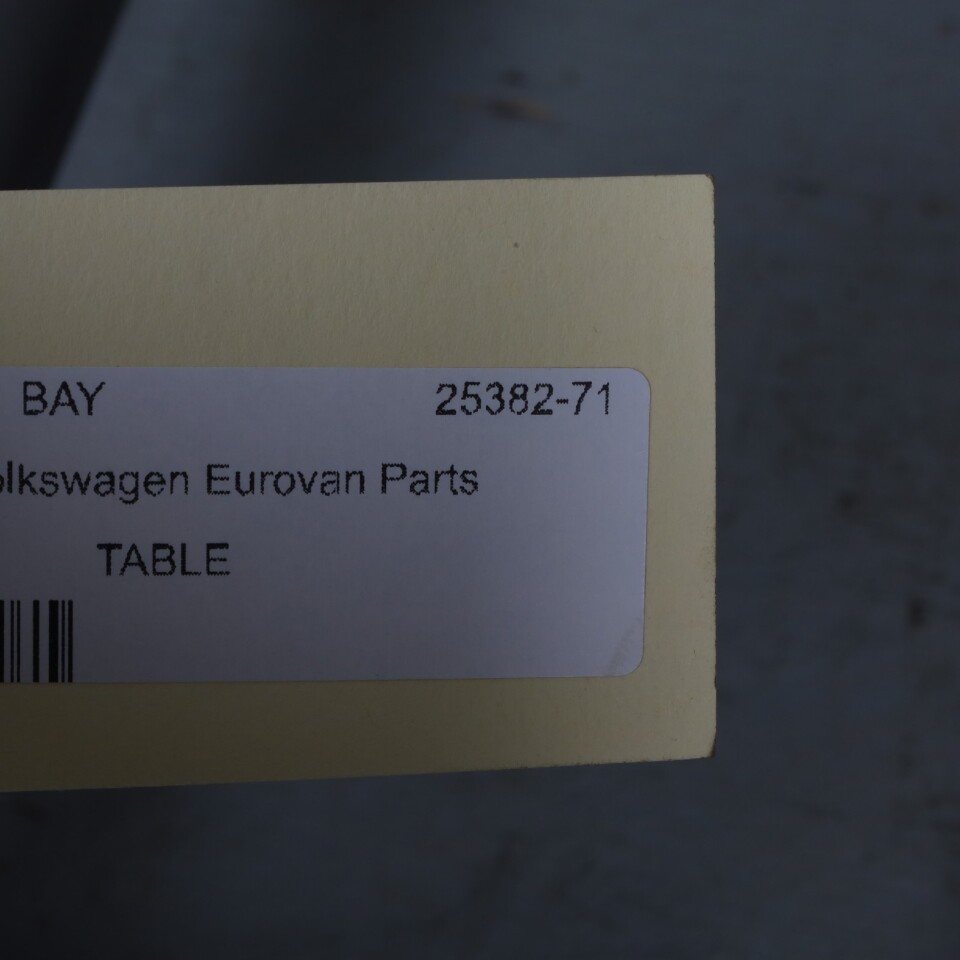 BAY 25382-71
olkswagen Eurovan Parts
TABLE